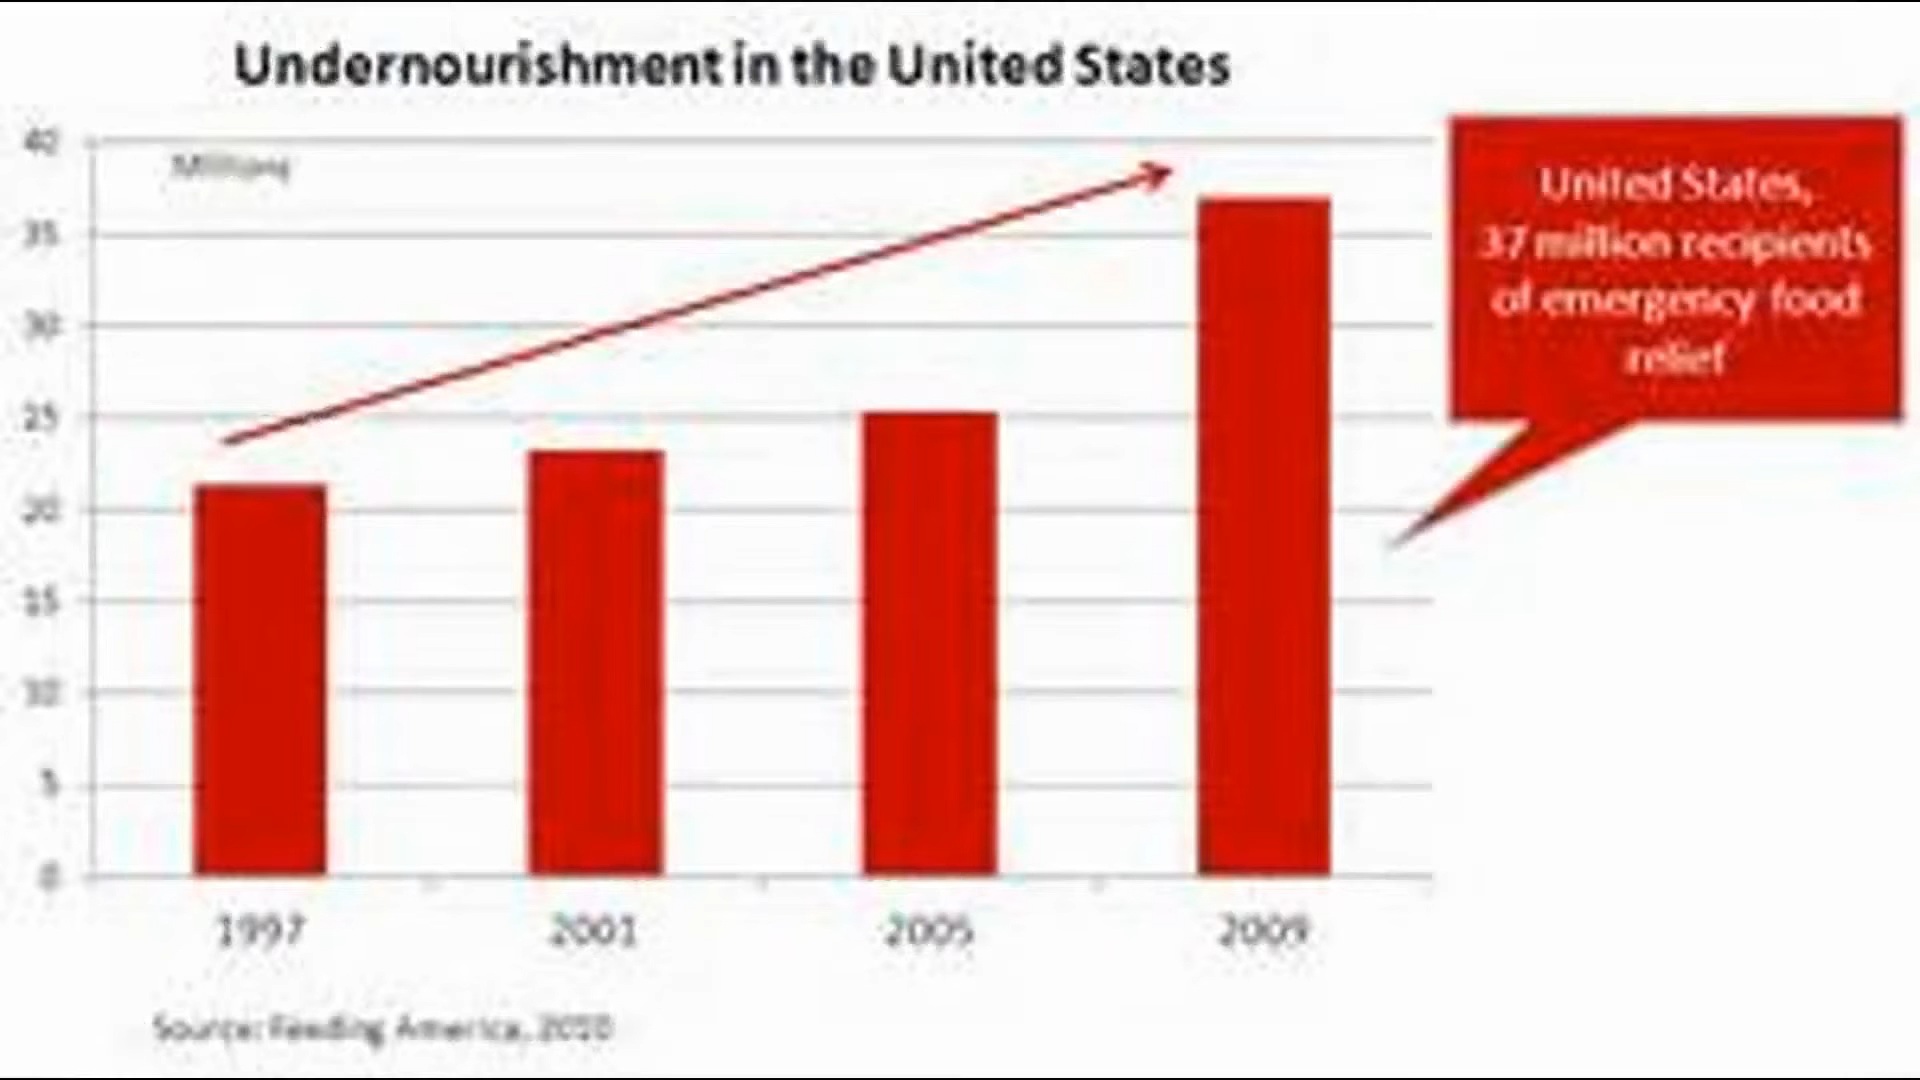 Undernourishment in the United States
40
Millions
35
30
25
20
15
10
5
0
1997
2001
2005
2009
United States,
37 million recipients
of emergency food
relief
Source: Feeding America, 2010